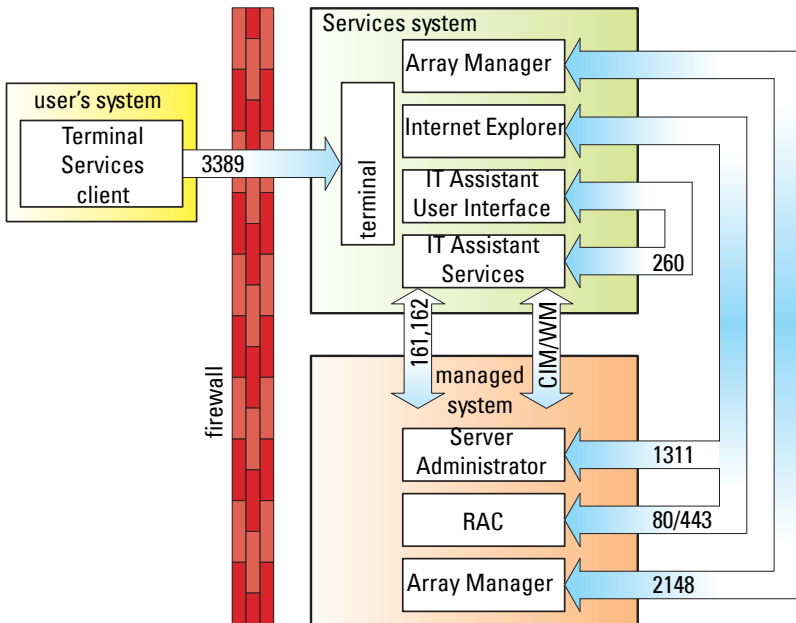 Services system
Array Manager
user's system
Terminal
Services
client
3389
terminal
Internet Explorer
IT Assistant
User Interface
IT Assistant
Services
260
161,162
CIM/WM
firewall
managed
system
Server
Administrator
1311
RAC
80/443
Array Manager
2148